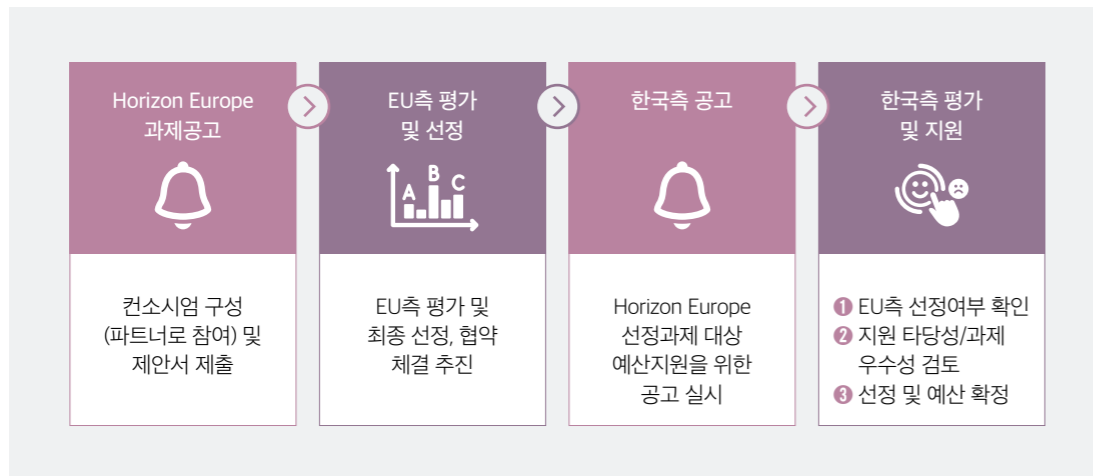 Horizon Europe
과제공고
EU측 평가
및 선정
한국측 공고
한국측 평가
및 지원
A
B
C
컨소시엄 구성
(파트너로 참여) 및
제안서 제출
EU측 평가 및
최종 선정, 협약
체결 추진
Horizon Europe
선정과제 대상
예산지원을 위한
공고 실시
❶ EU측 선정여부 확인
❷ 지원 타당성/과제
우수성 검토
❸ 선정 및 예산 확정